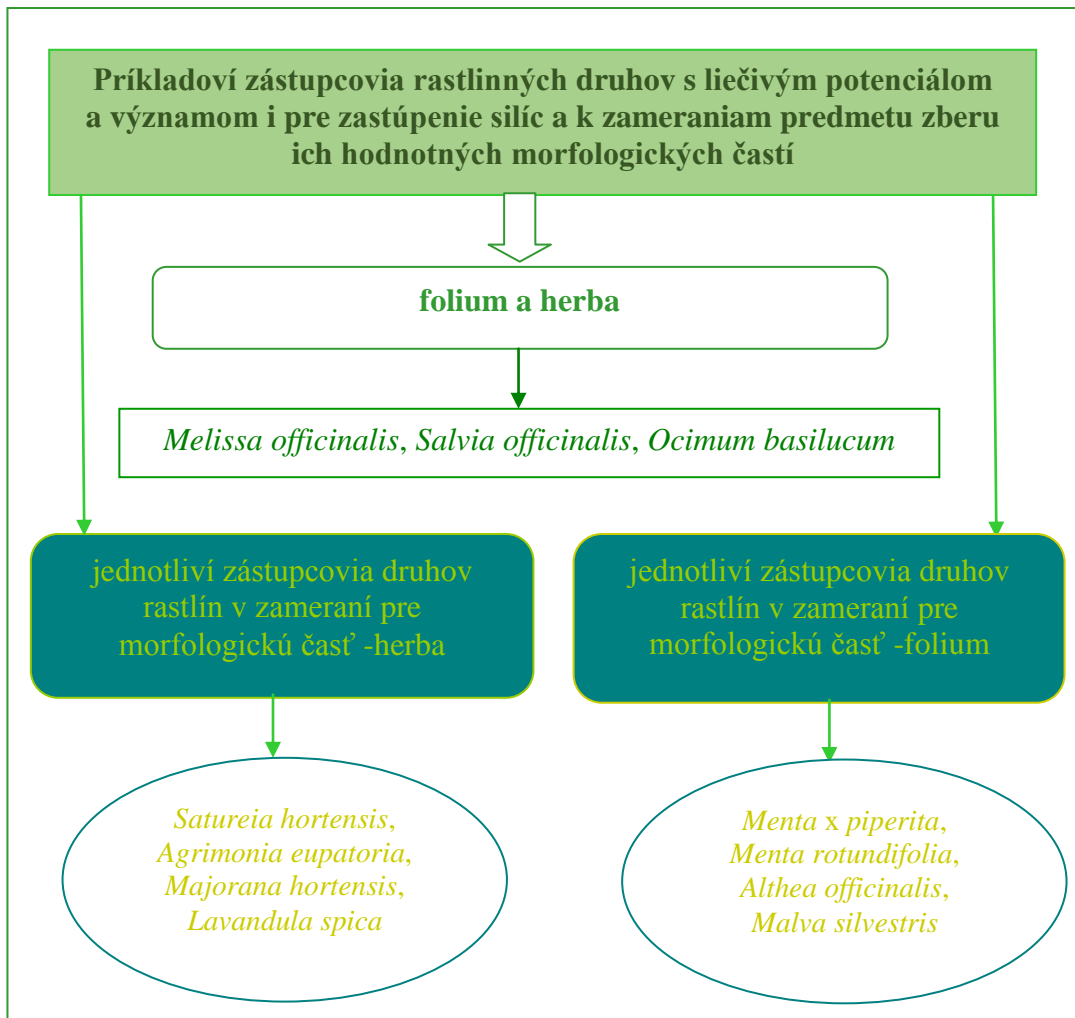 Príkladoví zástupcovia rastlinných druhov s liečivým potenciálom
a významom i pre zastúpenie silíc a k zameraniam predmetu zberu
ich hodnotných morfologických častí
folium a herba
Melissa officinalis, Salvia officinalis, Ocimum basilucum
jednotliví zástupcovia druhov
rastlín v zameraní pre
morfologickú časť -herba
jednotliví zástupcovia druhov
rastlín v zameraní pre
morfologickú časť -folium
Satureia hortensis,
Agrimonia eupatoria,
Majorana hortensis,
Lavandula spica
Menta x piperita,
Menta rotundifolia,
Althea officinalis,
Malva silvestris